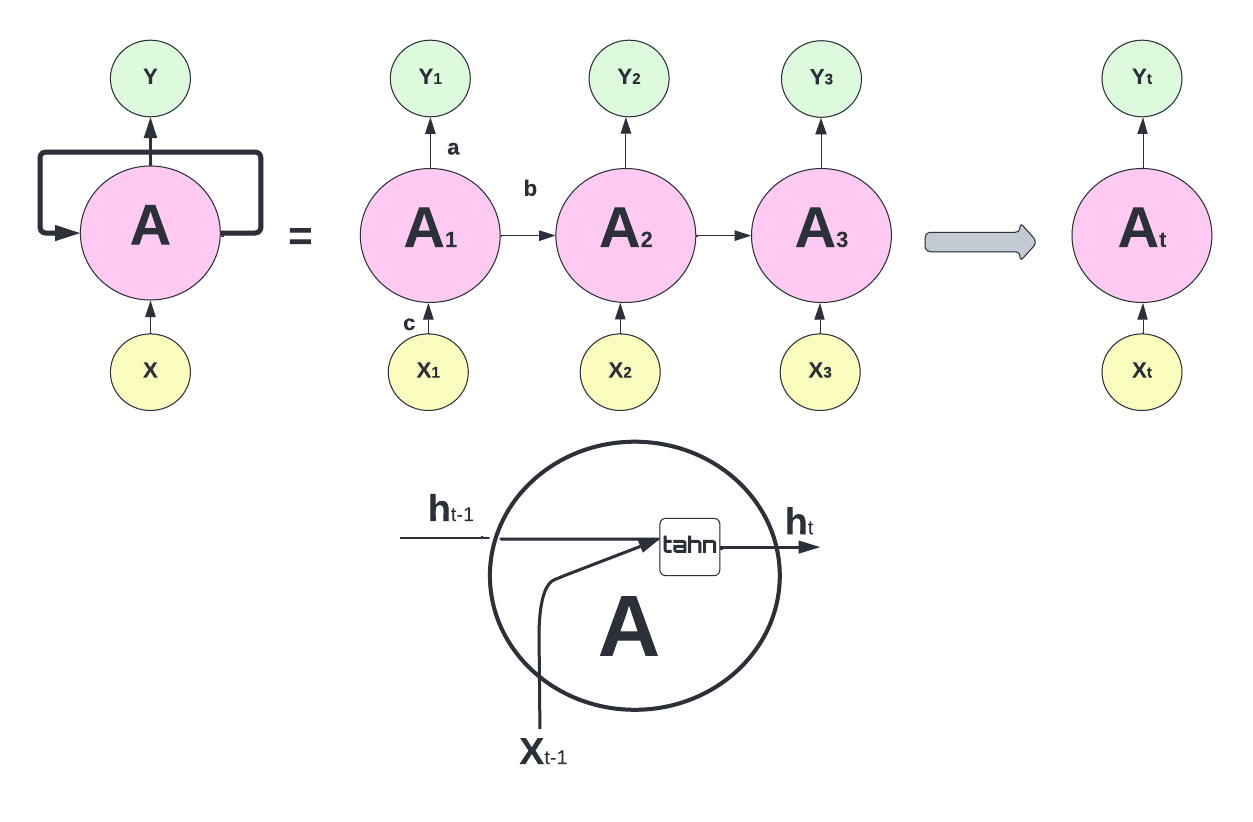 Y Y1 Y2 Y3 Yt
a
b
A = A1 A2 A3 At
c
X X1 X2 X3 Xt
ht-1 ht
tahn
A
Xt-1